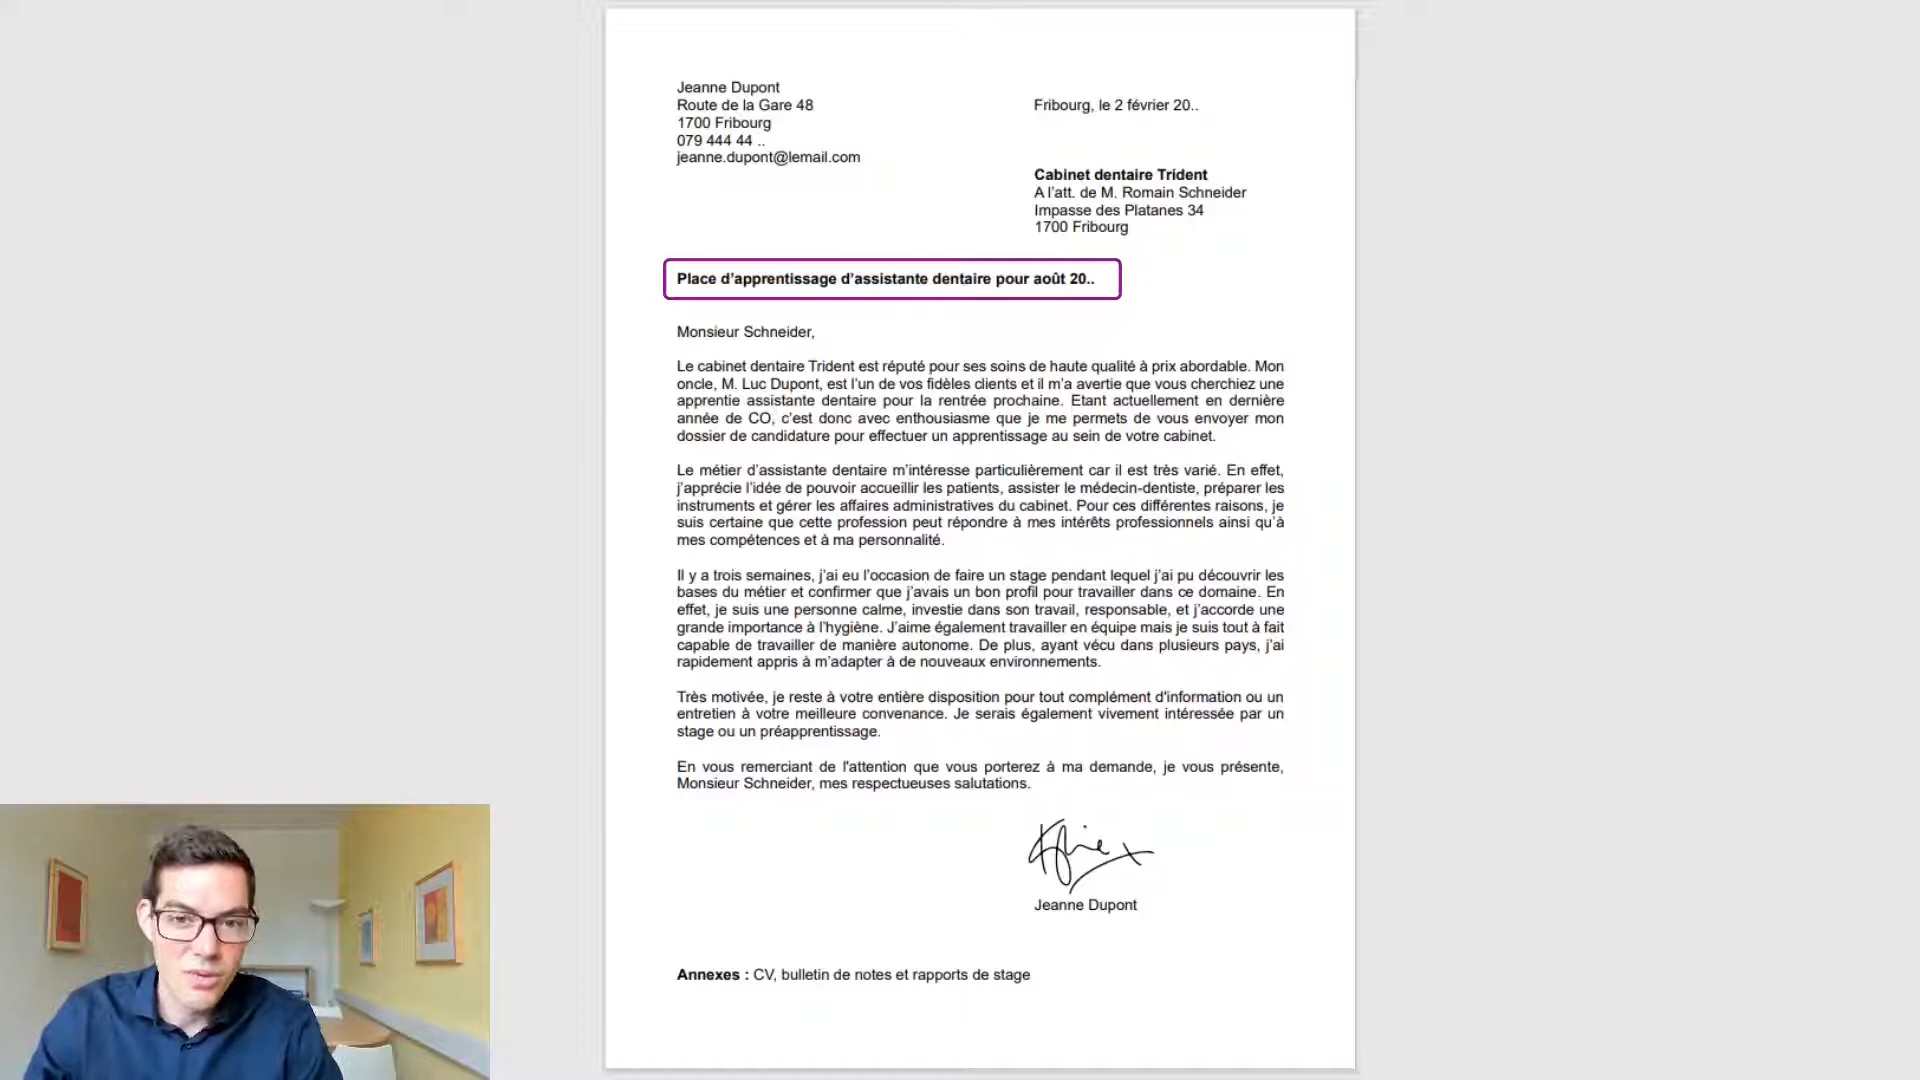 Jeanne Dupont
Route de la Gare 48
1700 Fribourg
079 444 44 ..
jeanne.dupont@lemail.com
Fribourg, le 2 février 20..
Cabinet dentaire Trident
A l'att. de M. Romain Schneider
Impasse des Platanes 34
1700 Fribourg
Place d'apprentissage d'assistante dentaire pour août 20..
Monsieur Schneider,
Le cabinet dentaire Trident est réputé pour ses soins de haute qualité à prix abordable. Mon
oncle, M. Luc Dupont, est l'un de vos fidèles clients et il m'a avertie que vous cherchiez une
apprentie assistante dentaire pour la rentrée prochaine. Etant actuellement en dernière
année de CO, c'est donc avec enthousiasme que je me permets de vous envoyer mon
dossier de candidature pour effectuer un apprentissage au sein de votre cabinet.
Le métier d'assistante dentaire m'intéresse particulièrement car il est très varié. En effet,
j'apprécie l'idée de pouvoir accueillir les patients, assister le médecin-dentiste, préparer les
instruments et gérer les affaires administratives du cabinet. Pour ces différentes raisons, je
suis certaine que cette profession peut répondre à mes intérêts professionnels ainsi qu'à
mes compétences et à ma personnalité.
Il y a trois semaines, j'ai eu l'occasion de faire un stage pendant lequel j'ai pu découvrir les
bases du métier et confirmer que j'avais un bon profil pour travailler dans ce domaine. En
effet, je suis une personne calme, investie dans son travail, responsable, et j'accorde une
grande importance à l'hygiène. J'aime également travailler en équipe mais je suis tout à fait
capable de travailler de manière autonome. De plus, ayant vécu dans plusieurs pays, j'ai
rapidement appris à m'adapter à de nouveaux environnements.
Très motivée, je reste à votre entière disposition pour tout complément d'information ou un
entretien à votre meilleure convenance. Je serais également vivement intéressée par un
stage ou un préapprentissage.
En vous remerciant de l'attention que vous porterez à ma demande, je vous présente,
Monsieur Schneider, mes respectueuses salutations.
Jeanne Dupont
Annexes : CV, bulletin de notes et rapports de stage